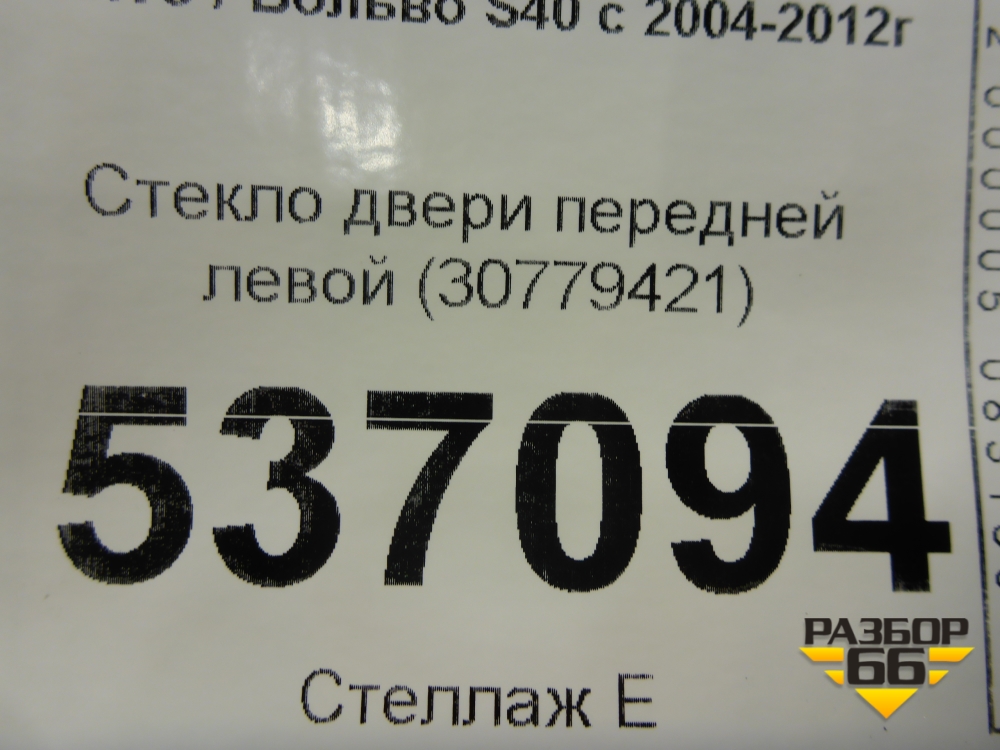 Вольво S40 с 2004-2012г
Стекло двери передней
левой (30779421)
537094
Стеллаж Е
РАЗБОР
66